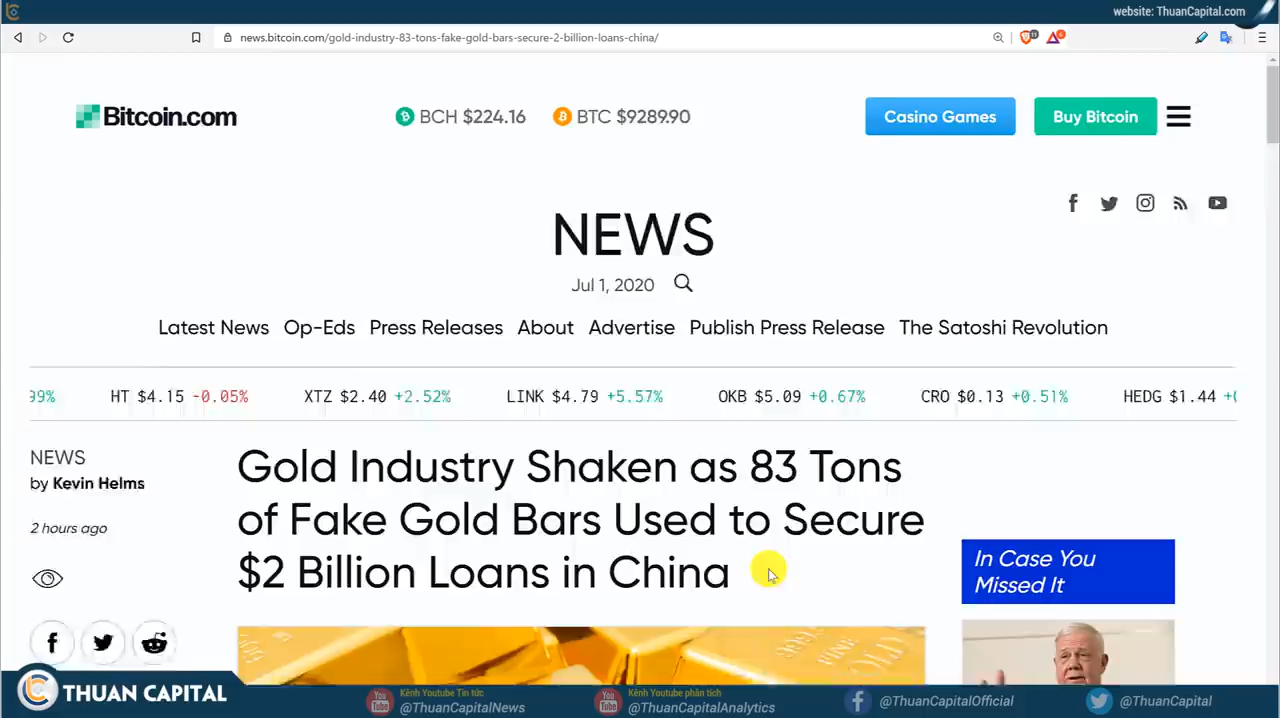 website: ThuanCapital.com
news.bitcoin.com/gold-industry-83-tons-fake-gold-bars-secure-2-billion-loans-china/
Bitcoin.com
BCH $224.16
BTC $9289.90
Casino Games
Buy Bitcoin
NEWS
Jul 1, 2020
Latest News Op-Eds Press Releases About Advertise Publish Press Release The Satoshi Revolution
99% HT $4.15 -0.05% XTZ $2.40 +2.52% LINK $4.79 +5.57% OKB $5.09 +0.67% CRO $0.13 +0.51% HEDG $1.44
NEWS
by Kevin Helms
2 hours ago
Gold Industry Shaken as 83 Tons
of Fake Gold Bars Used to Secure
$2 Billion Loans in China
In Case You
Missed It
THUAN CAPITAL
Kênh Youtube Tin tức
@ThuanCapitalNews
Kênh Youtube phân tích
@ThuanCapitalAnalytics
@ThuanCapitalOfficial
@ThuanCapital